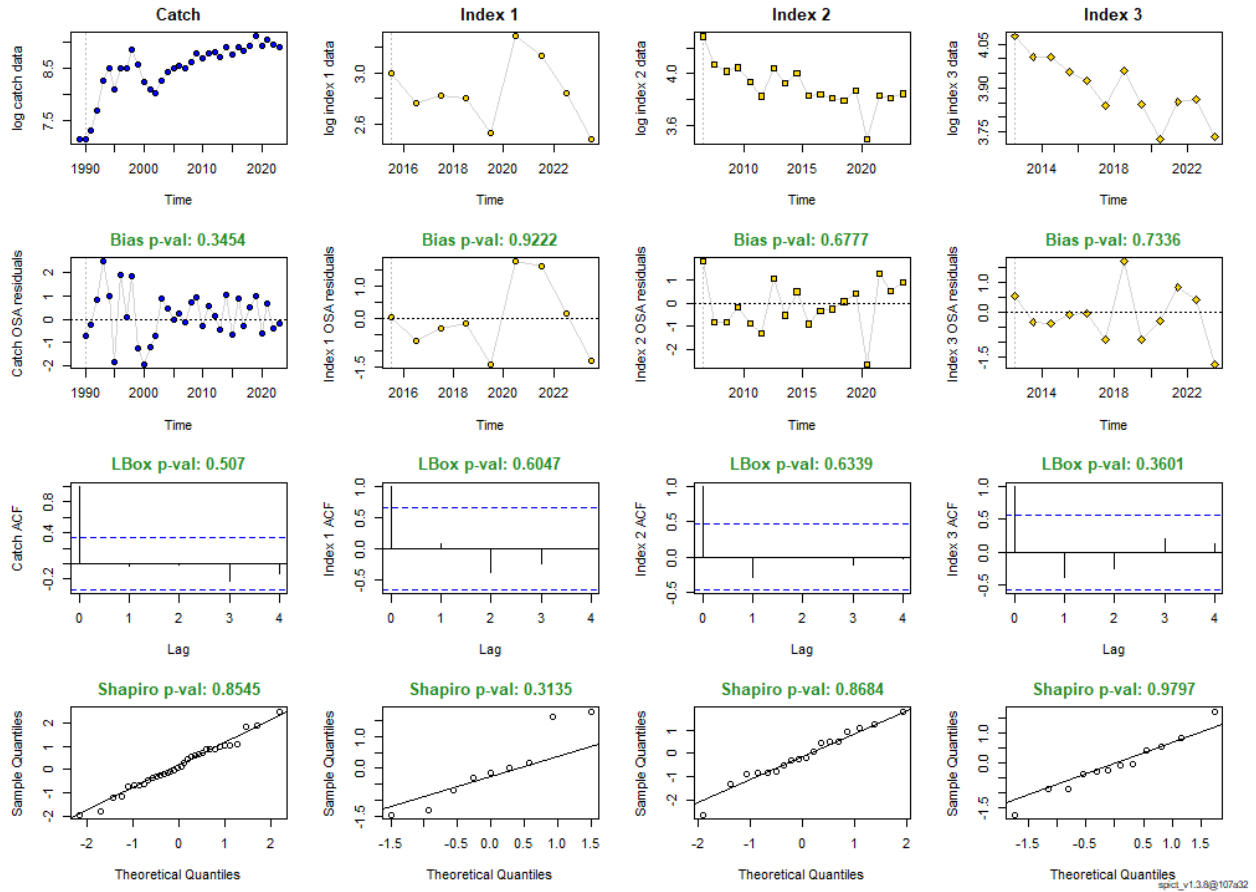 Catch
Index 1
Index 2
Index 3
log catch data
7.5
8.5
1990
2000
2010
2020
Time
log index 1 data
2.6
3.0
2016
2018
2020
2022
Time
log index 2 data
3.6
4.0
2010
2020
Time
log index 3 data
3.75
3.90
4.05
2014
2018
2022
Time
Bias p-val: 0.3454
Bias p-val: 0.9222
Bias p-val: 0.6777
Bias p-val: 0.7336
Catch OSA residuals
-2
-1
0
1
2
1990
2000
2010
2020
Time
Index 1 OSA residuals
-1.5
0.0
1.0
2016
2018
2020
2022
Time
Index 2 OSA residuals
-2
-1
0
1
2010
2020
Time
Index 3 OSA residuals
-1.5
0.0
1.0
2014
2018
2022
Time
LBox p-val: 0.507
LBox p-val: 0.6047
LBox p-val: 0.6339
LBox p-val: 0.3601
Catch ACF
-0.2
0.4
0.8
0
1
2
3
4
Lag
Index 1 ACF
-0.5
0.0
0.5
1.0
0
1
2
3
4
Lag
Index 2 ACF
-0.5
0.0
0.5
1.0
0
1
2
3
4
Lag
Index 3 ACF
-0.5
0.0
0.5
1.0
0
1
2
3
4
Lag
Shapiro p-val: 0.8545
Shapiro p-val: 0.3135
Shapiro p-val: 0.8684
Shapiro p-val: 0.9797
Sample Quantiles
-2
-1
0
1
2
-2
-1
0
1
2
Theoretical Quantiles
Sample Quantiles
-1.5
0.0
1.0
-1.5
-0.5
0.5
1.0
1.5
Theoretical Quantiles
Sample Quantiles
-2
-1
0
1
-2
-1
0
1
2
Theoretical Quantiles
Sample Quantiles
-1.5
0.0
1.0
-1.5
-0.5
0.5
1.5
Theoretical Quantiles
spict_v1.3.8@107a32